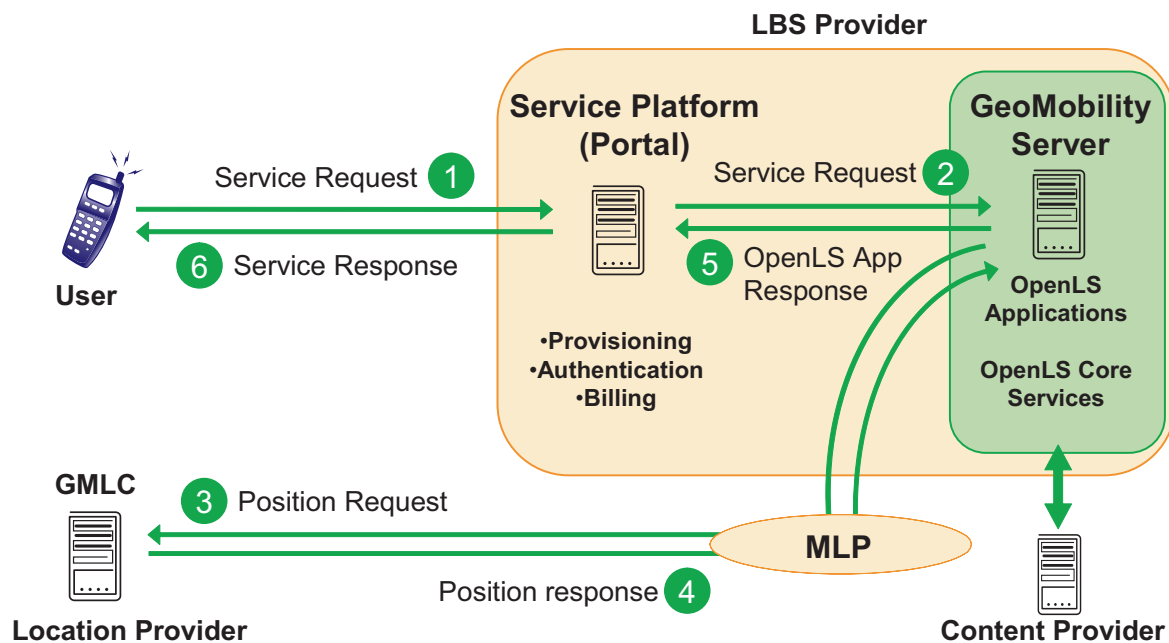 LBS Provider
Service Platform
(Portal)
GeoMobility
Server
Service Request 1
Service Request 2
6 Service Response
5 OpenLS App
Response
User
OpenLS
Applications
•Provisioning
•Authentication
•Billing
OpenLS Core
Services
GMLC
3 Position Request
MLP
Position response 4
Location Provider
Content Provider